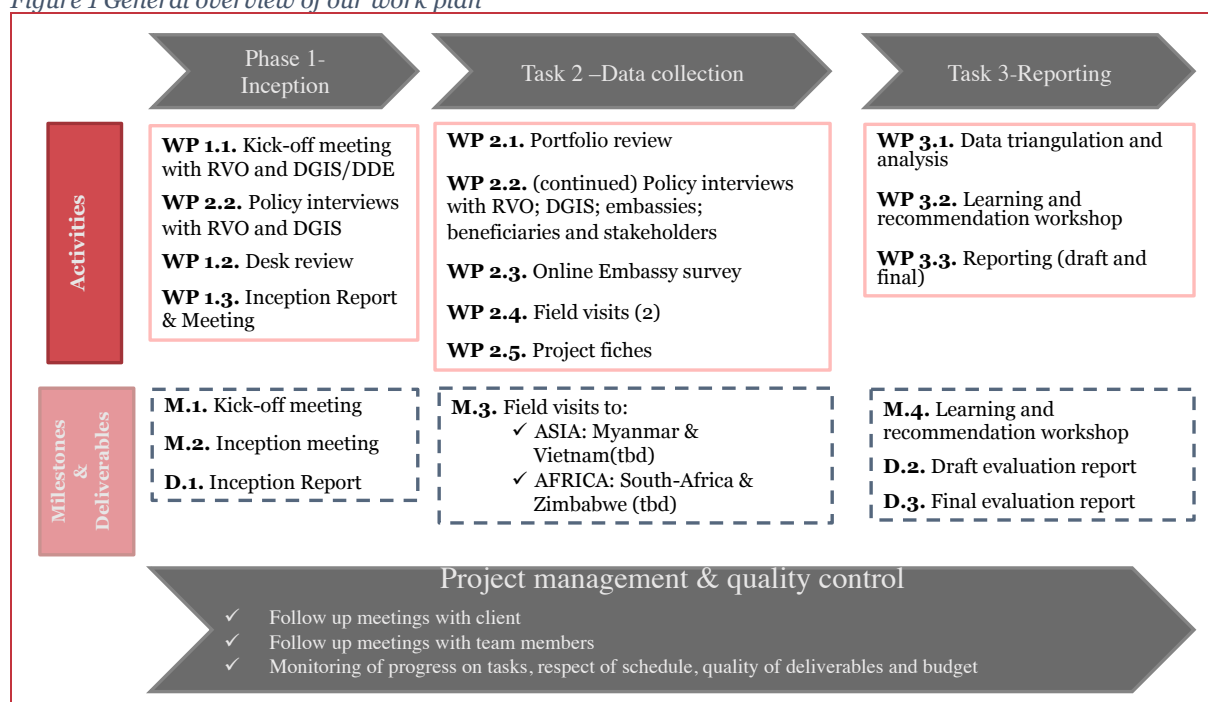 Figure 1 General overview of our work plan
Phase 1-
Inception
Task 2 –Data collection
Task 3-Reporting
Activities
WP 1.1. Kick-off meeting
with RVO and DGIS/DDE
WP 2.2. Policy interviews
with RVO and DGIS
WP 1.2. Desk review
WP 1.3. Inception Report
& Meeting
WP 2.1. Portfolio review
WP 2.2. (continued) Policy interviews
with RVO; DGIS; embassies;
beneficiaries and stakeholders
WP 2.3. Online Embassy survey
WP 2.4. Field visits (2)
WP 2.5. Project fiches
WP 3.1. Data triangulation and
analysis
WP 3.2. Learning and
recommendation workshop
WP 3.3. Reporting (draft and
final)
Milestones
&
Deliverables
M.1. Kick-off meeting
M.2. Inception meeting
D.1. Inception Report
M.3. Field visits to:
✓ ASIA: Myanmar &
Vietnam(tbd)
✓ AFRICA: South-Africa &
Zimbabwe (tbd)
M.4. Learning and
recommendation workshop
D.2. Draft evaluation report
D.3. Final evaluation report
Project management & quality control
✓ Follow up meetings with client
✓ Follow up meetings with team members
✓ Monitoring of progress on tasks, respect of schedule, quality of deliverables and budget